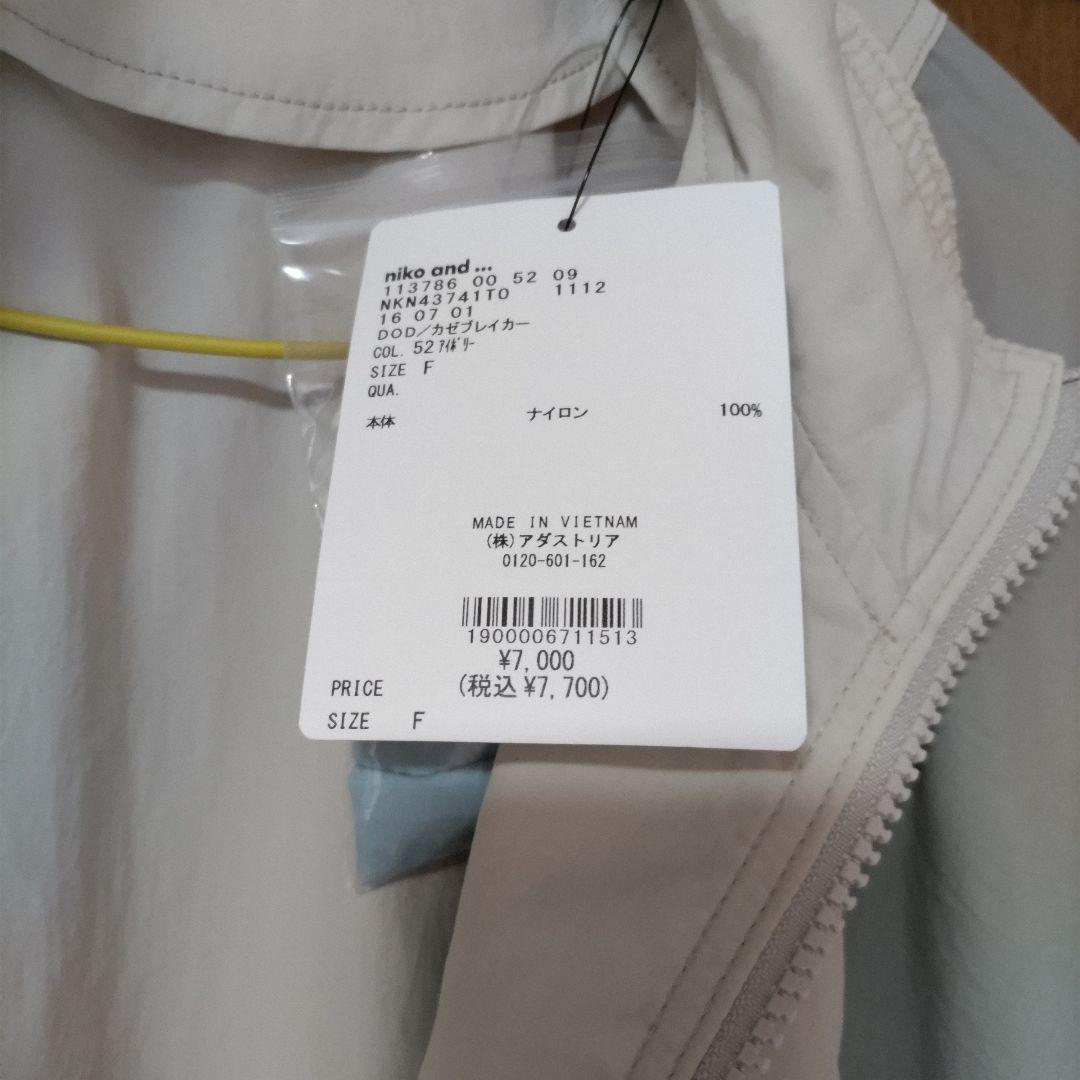 niko and ...
113786 00 52 09
NKN43741TO 1112
16 07 01
DOD／カゼブレイカー
COL. 52 ｱｲﾎﾞﾘｰ
SIZE F
QUA.
本体 ナイロン 100%
MADE IN VIETNAM
(株)アダストリア
0120-601-162
1900006711513
¥7,000
PRICE (税込 ¥7,700)
SIZE F